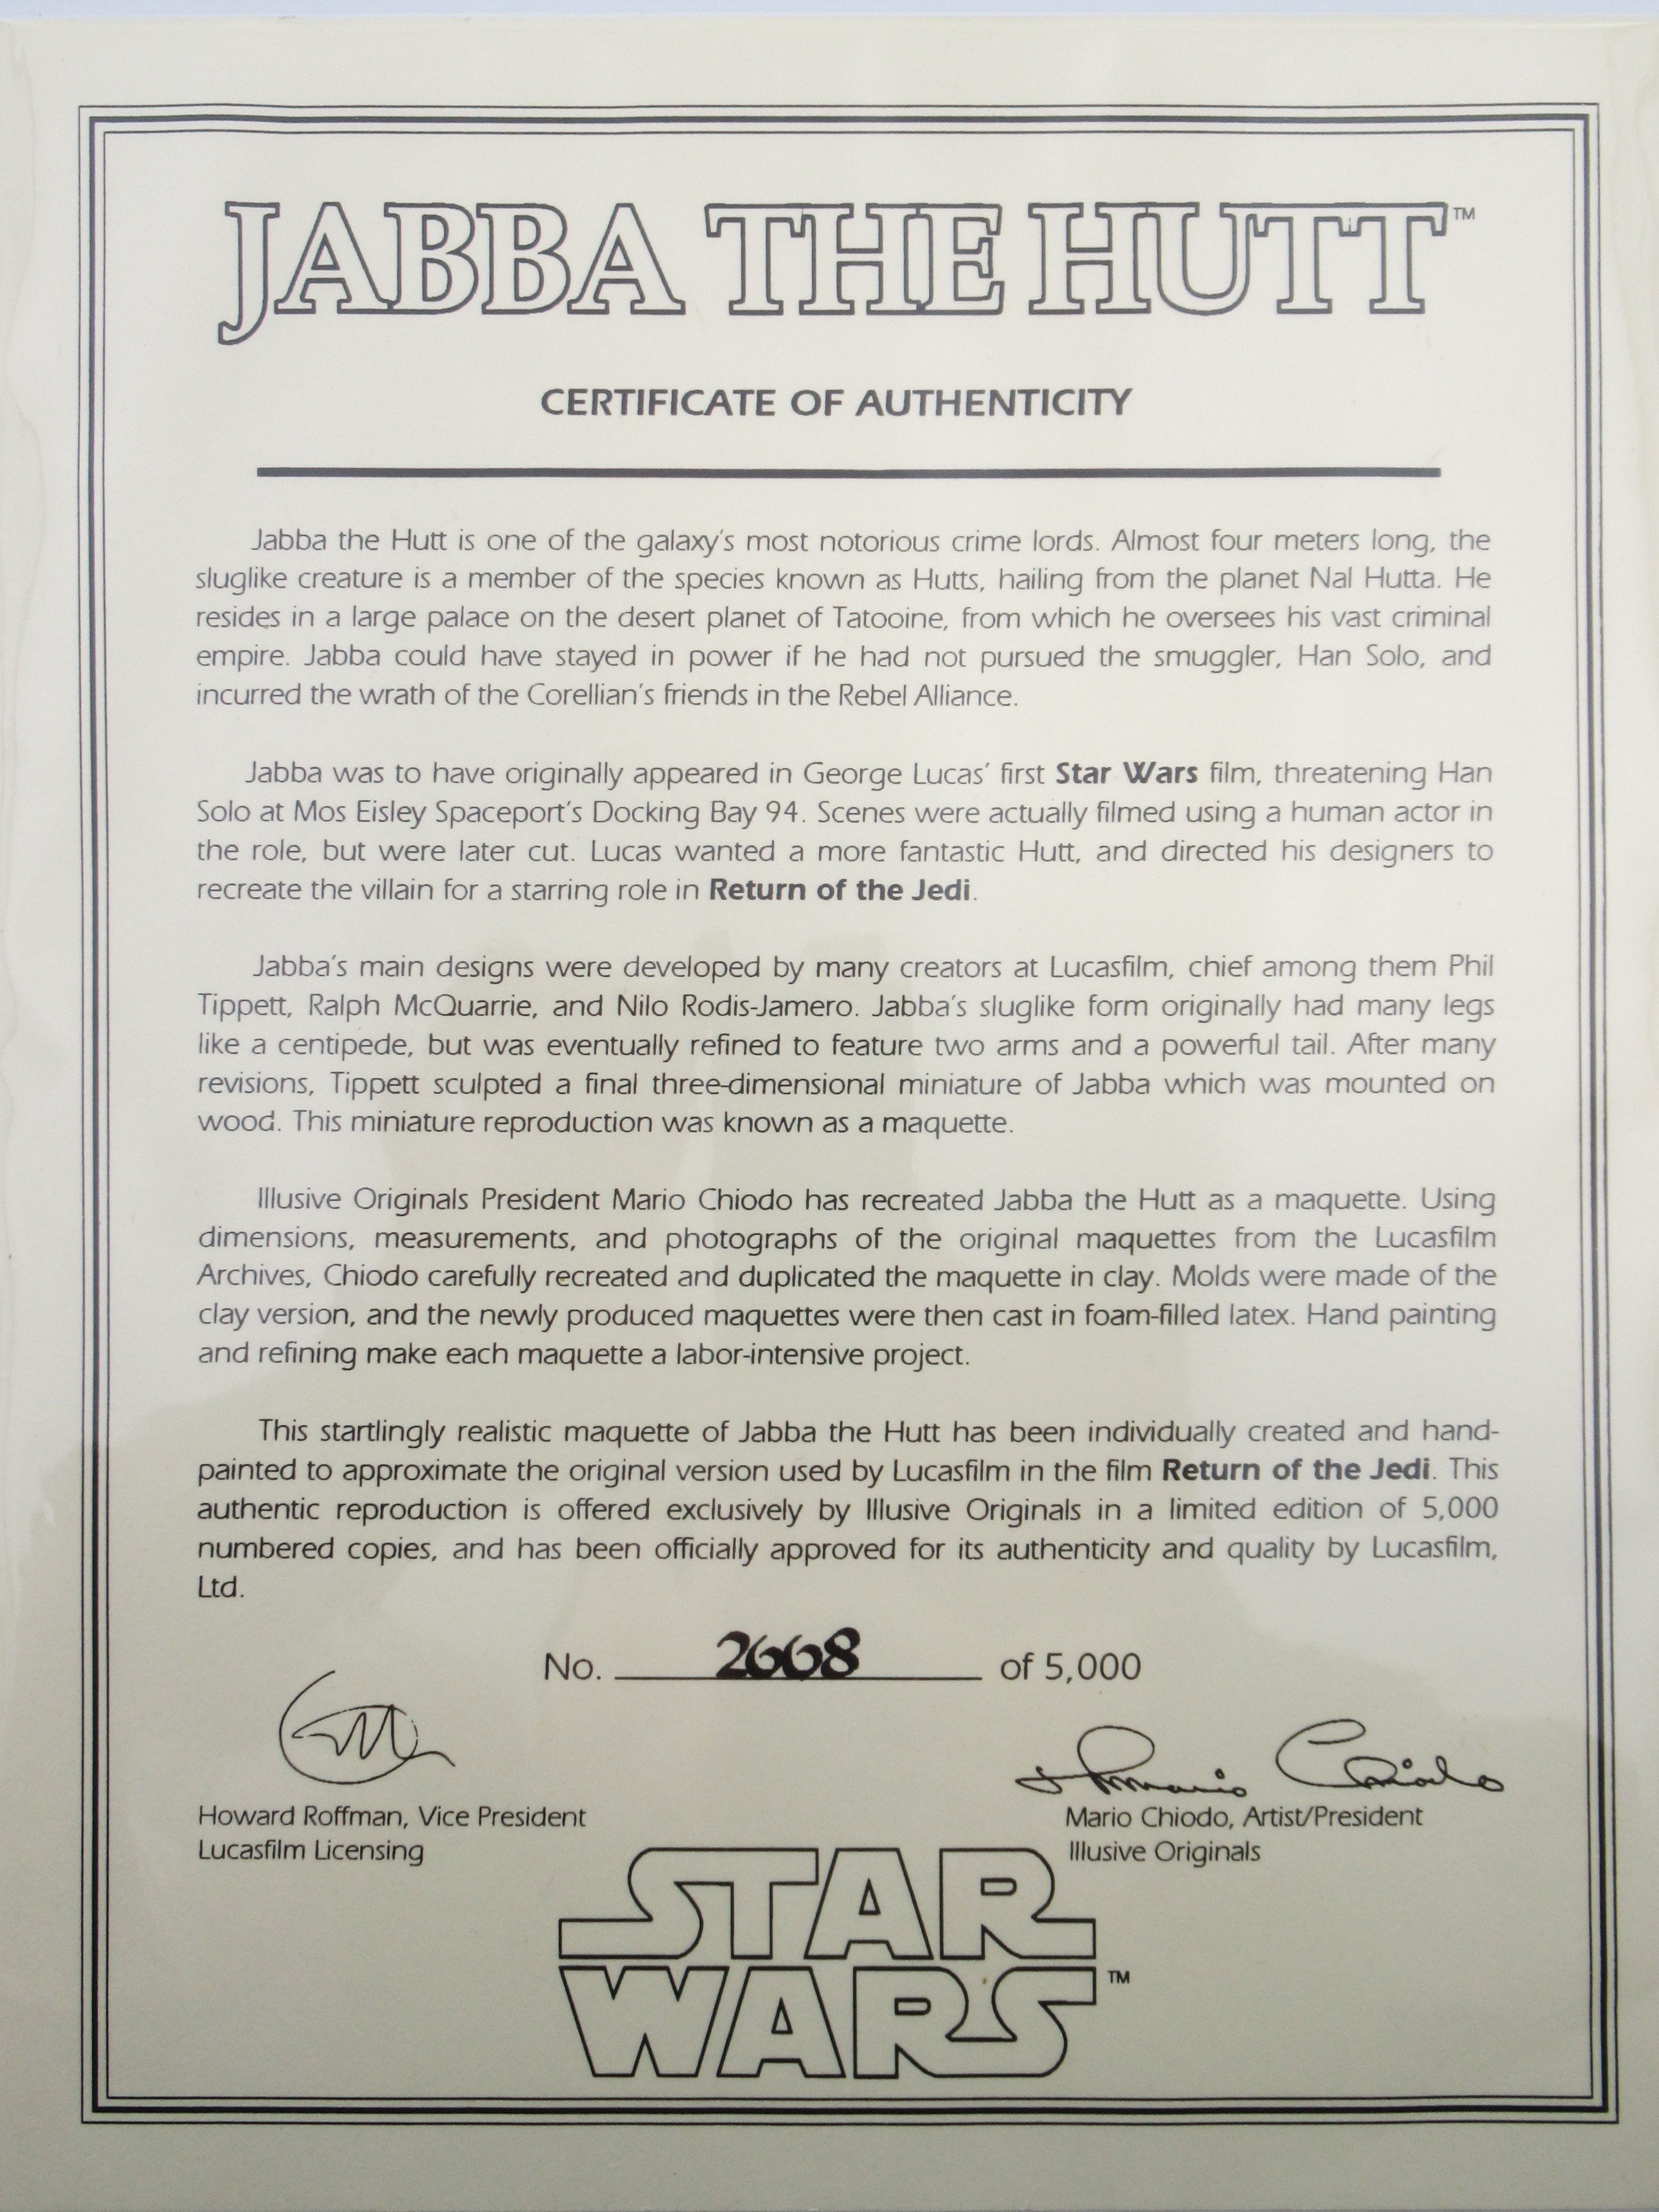 JABBA THE HUTT™
CERTIFICATE OF AUTHENTICITY
Jabba the Hutt is one of the galaxy's most notorious crime lords. Almost four meters long, the
sluglike creature is a member of the species known as Hutts, hailing from the planet Nal Hutta. He
resides in a large palace on the desert planet of Tatooine, from which he oversees his vast criminal
empire. Jabba could have stayed in power if he had not pursued the smuggler, Han Solo, and
incurred the wrath of the Corellian's friends in the Rebel Alliance.
Jabba was to have originally appeared in George Lucas' first Star Wars film, threatening Han
Solo at Mos Eisley Spaceport's Docking Bay 94. Scenes were actually filmed using a human actor in
the role, but were later cut. Lucas wanted a more fantastic Hutt, and directed his designers to
recreate the villain for a starring role in Return of the Jedi.
Jabba's main designs were developed by many creators at Lucasfilm, chief among them Phil
Tippett, Ralph McQuarrie, and Nilo Rodis-Jamero. Jabba's sluglike form originally had many legs
like a centipede, but was eventually refined to feature two arms and a powerful tail. After many
revisions, Tippett sculpted a final three-dimensional miniature of Jabba which was mounted on
wood. This miniature reproduction was known as a maquette.
Illusive Originals President Mario Chiodo has recreated Jabba the Hutt as a maquette. Using
dimensions, measurements, and photographs of the original maquettes from the Lucasfilm
Archives, Chiodo carefully recreated and duplicated the maquette in clay. Molds were made of the
clay version, and the newly produced maquettes were then cast in foam-filled latex. Hand painting
and refining make each maquette a labor-intensive project.
This startlingly realistic maquette of Jabba the Hutt has been individually created and hand-
painted to approximate the original version used by Lucasfilm in the film Return of the Jedi. This
authentic reproduction is offered exclusively by Illusive Originals in a limited edition of 5,000
numbered copies, and has been officially approved for its authenticity and quality by Lucasfilm,
Ltd.
No. 2668 of 5,000
Mario Chiodo
Howard Roffman, Vice President
Lucasfilm Licensing
Mario Chiodo, Artist/President
Illusive Originals
STAR
WARS™